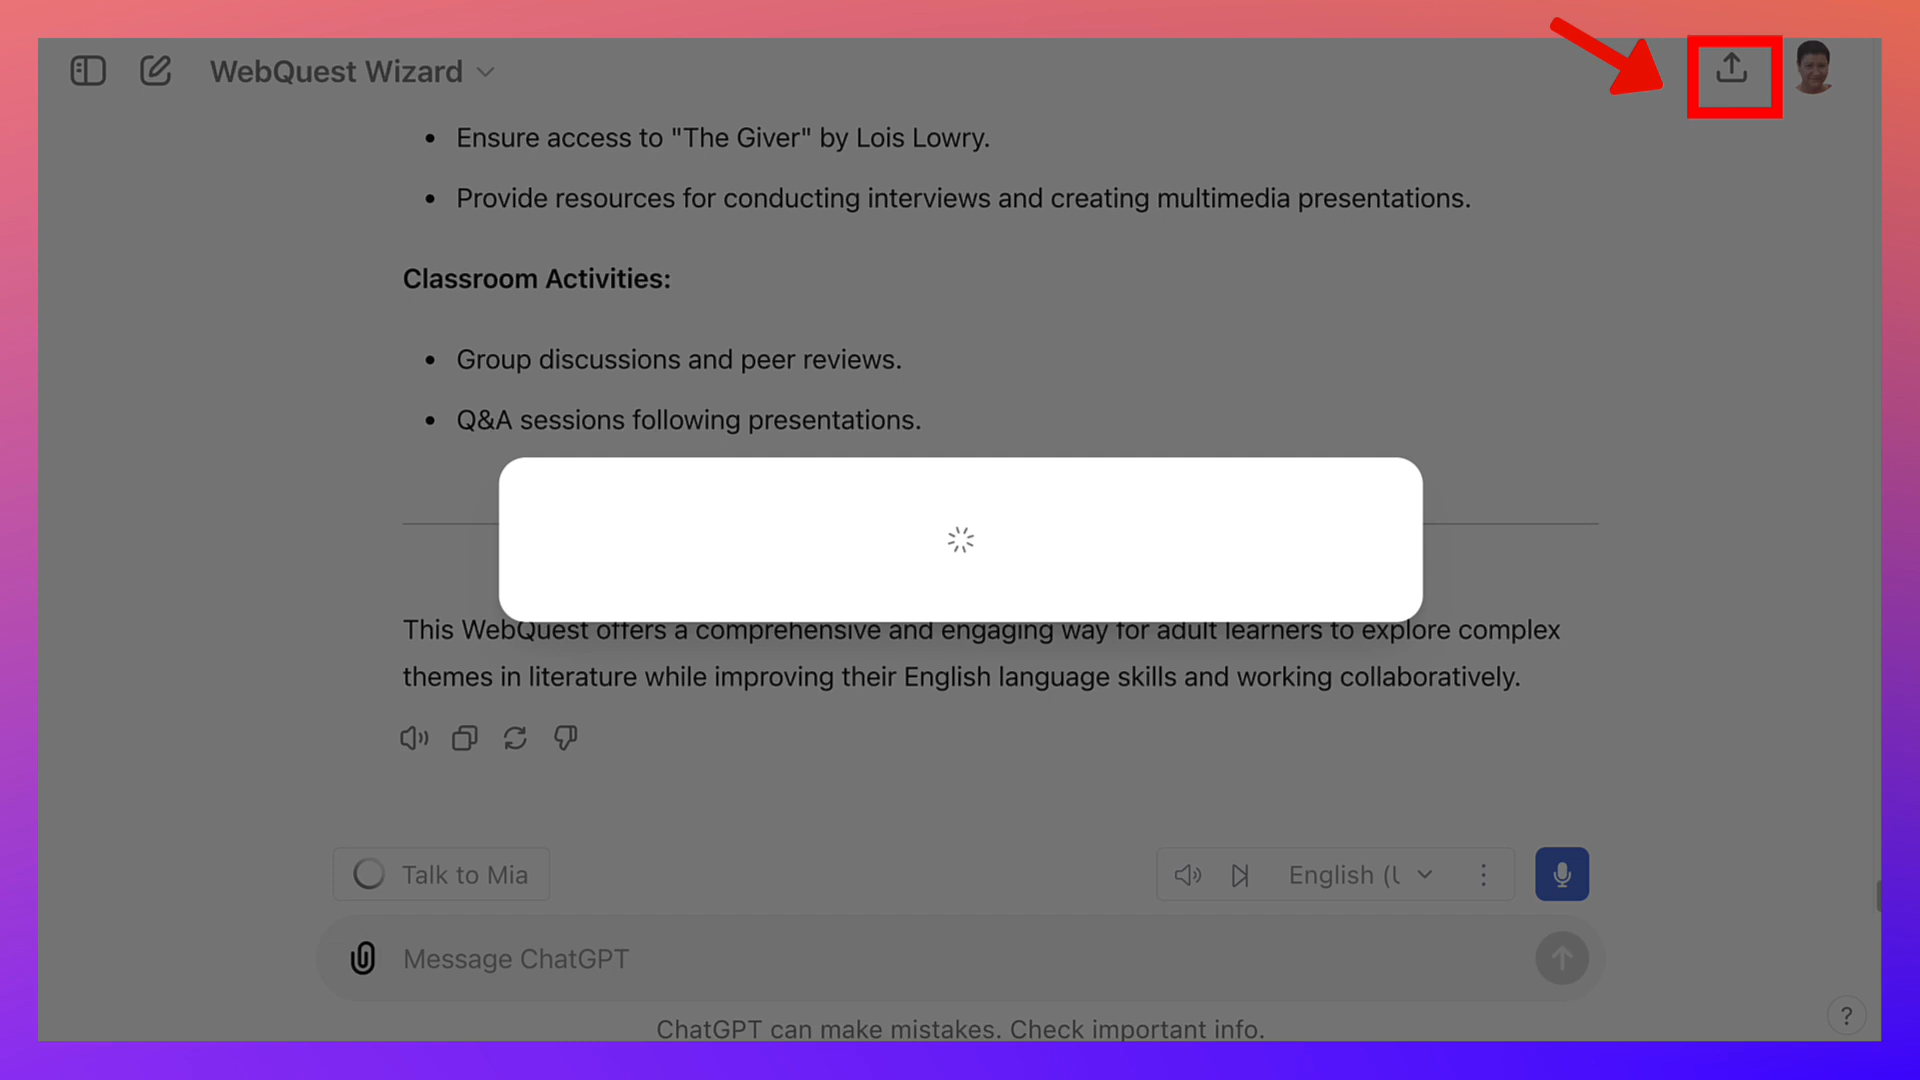 WebQuest Wizard
• Ensure access to "The Giver" by Lois Lowry.
• Provide resources for conducting interviews and creating multimedia presentations.
Classroom Activities:
• Group discussions and peer reviews.
• Q&A sessions following presentations.
This WebQuest offers a comprehensive and engaging way for adult learners to explore complex
themes in literature while improving their English language skills and working collaboratively.
Talk to Mia
English (U
Message ChatGPT
ChatGPT can make mistakes. Check important info.
?